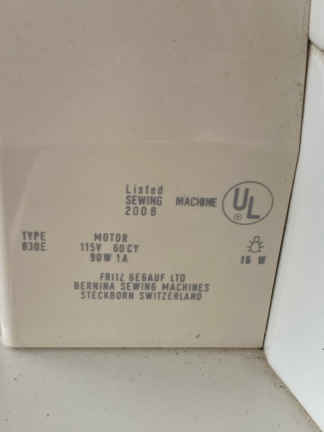 Listed
SEWING MACHINE
2008
UL
®
TYPE MOTOR
830E 115V 60CY
90W 1A
15 W
FRITZ GEGAUF LTD
BERNINA SEWING MACHINES
STECKBORN SWITZERLAND